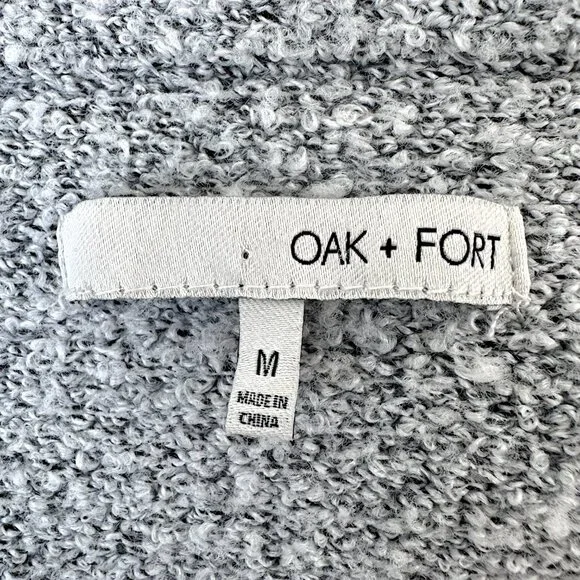 OAK + FORT
M
MADE IN
CHINA